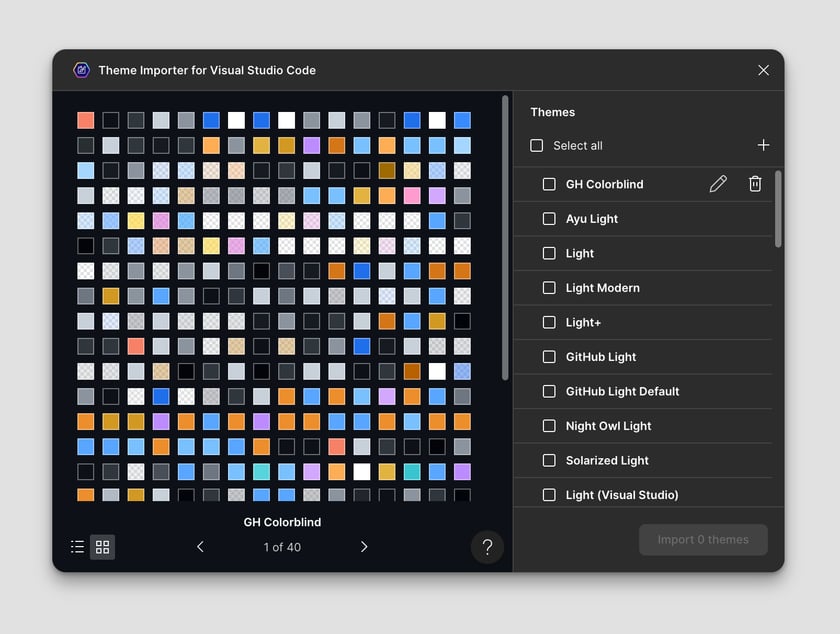 Theme Importer for Visual Studio Code
Themes
Select all
GH Colorblind
Ayu Light
Light
Light Modern
Light+
GitHub Light
GitHub Light Default
Night Owl Light
Solarized Light
Light (Visual Studio)
GH Colorblind
1 of 40
?
Import 0 themes